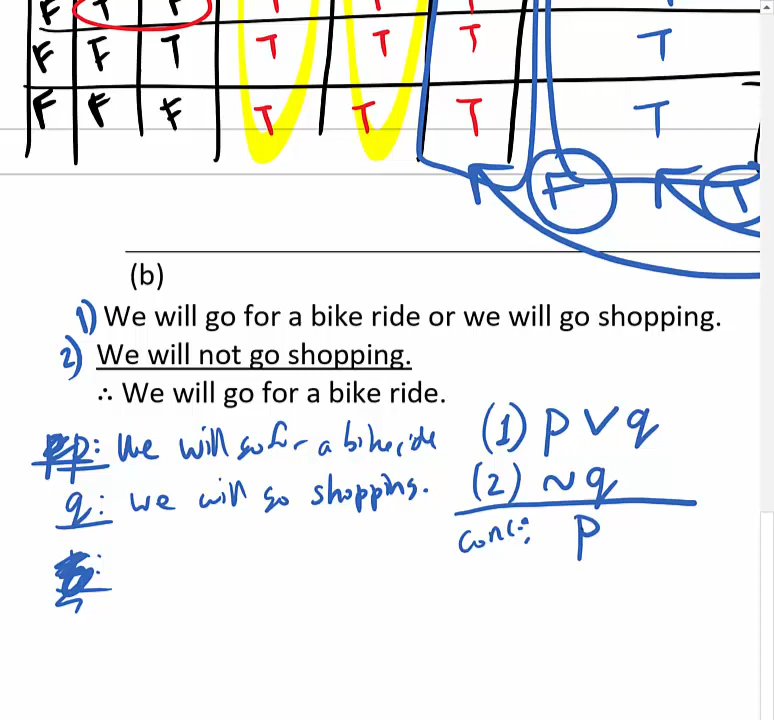 F T F T T T
F F T T T T T
F F F T T T T
F T
(b)
1) We will go for a bike ride or we will go shopping.
2) We will not go shopping.
∴ We will go for a bike ride.
p: We will go for a bike ride
q: we will go shopping.
(1) p ∨ q
(2) ~q
conc: p